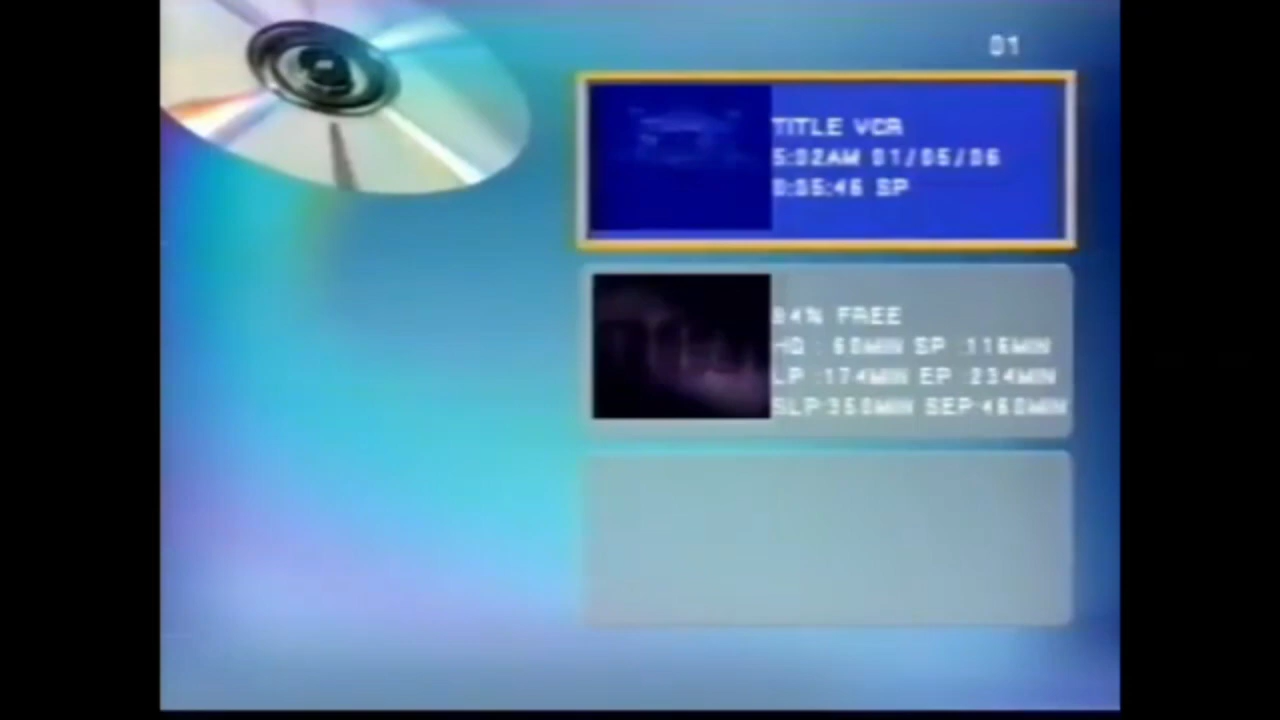 01
TITLE VCR
5:02AM 01/05/06
0:05:46 SP
94% FREE
HQ : 60MIN SP :116MIN
LP :174MIN EP :234MIN
SLP:350MIN SEP:460MIN